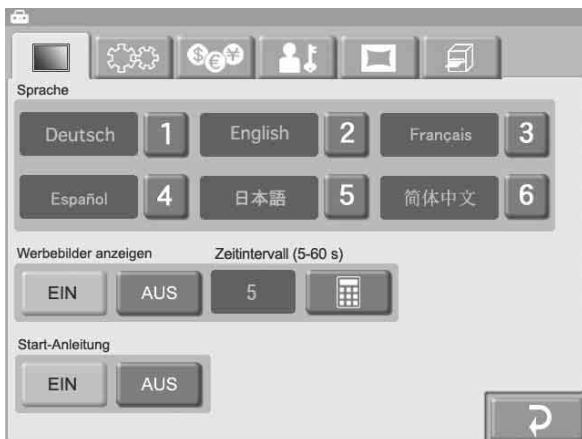 $ € ¥
Sprache
Deutsch 1 English 2 Français 3
Español 4 日本語 5 简体中文 6
Werbebilder anzeigen Zeitintervall (5-60 s)
EIN AUS 5
Start-Anleitung
EIN AUS